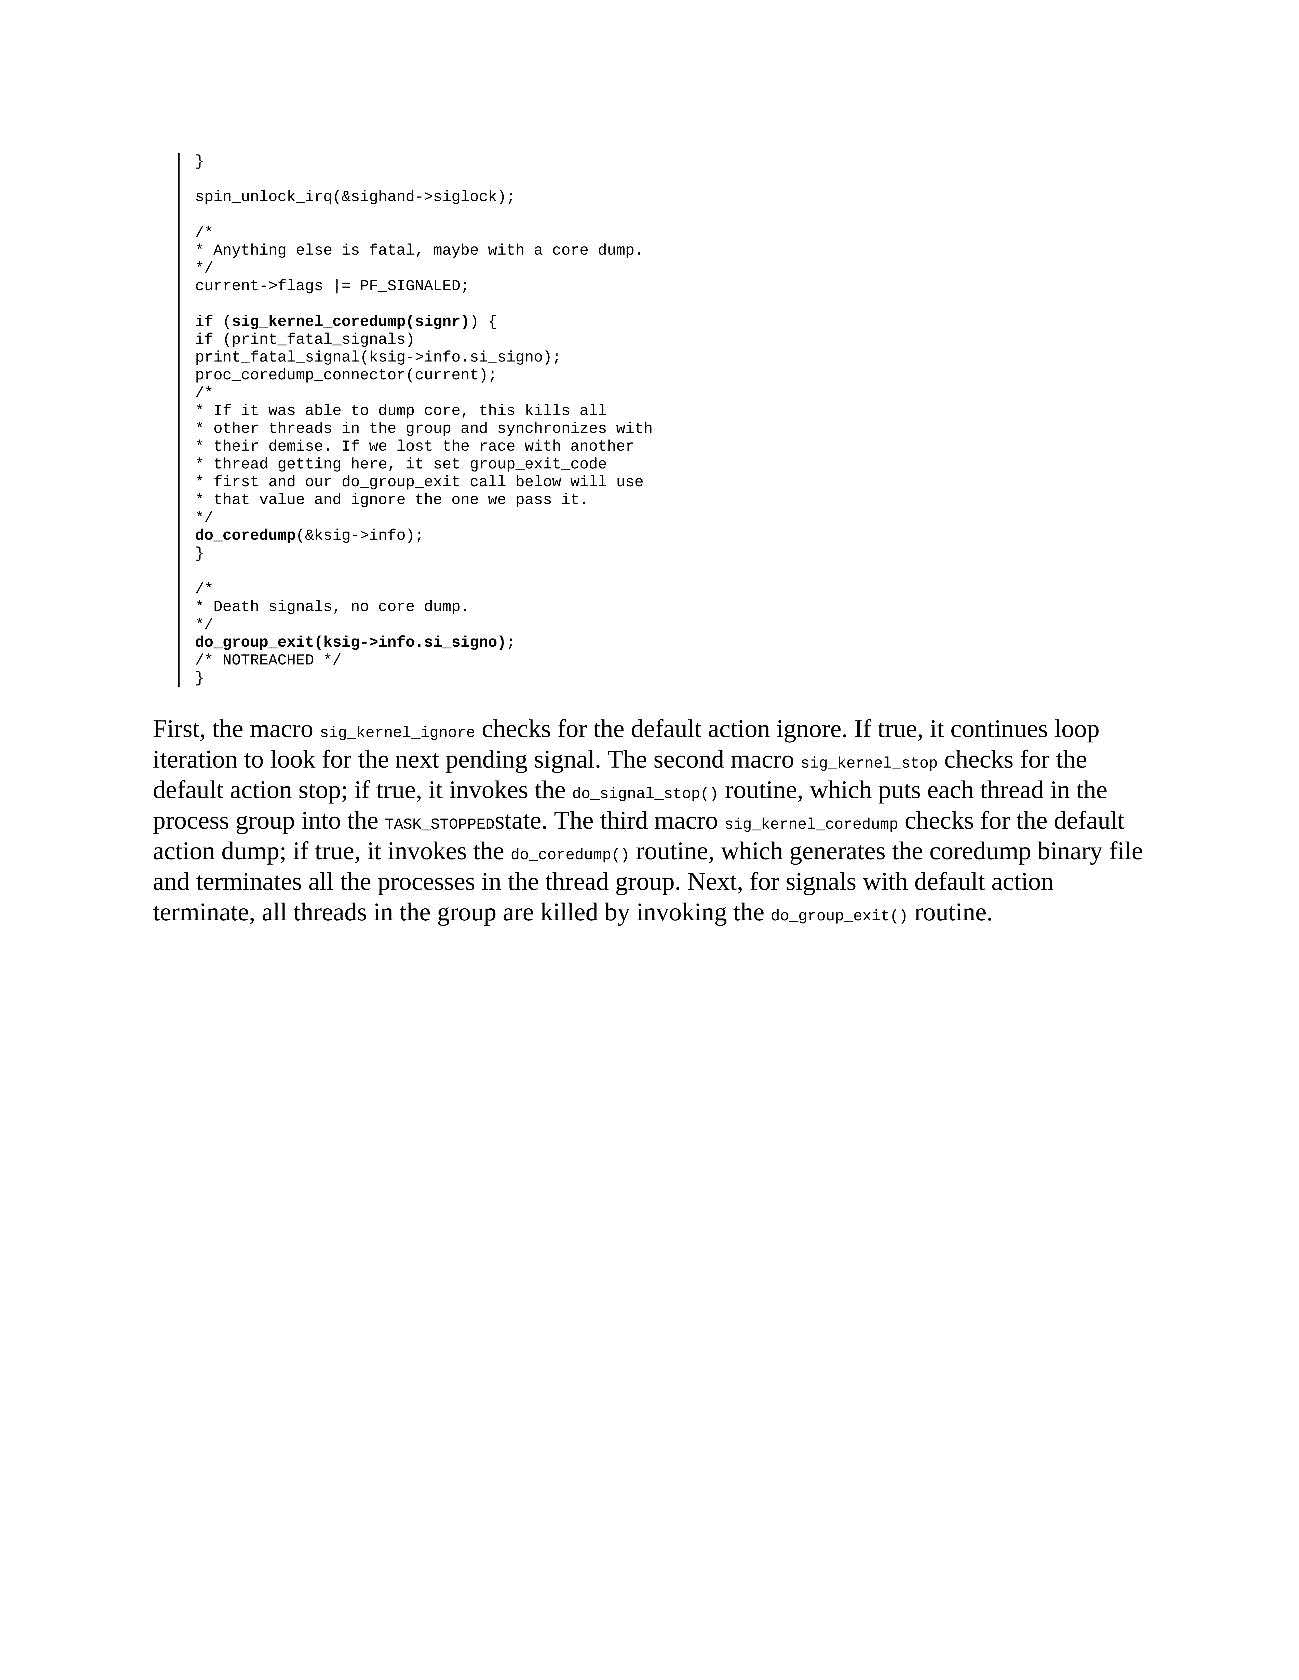 }
spin_unlock_irq(&sighand->siglock);
/*
* Anything else is fatal, maybe with a core dump.
*/
current->flags |= PF_SIGNALED;
if (sig_kernel_coredump(signr)) {
if (print_fatal_signals)
print_fatal_signal(ksig->info.si_signo);
proc_coredump_connector(current);
/*
* If it was able to dump core, this kills all
* other threads in the group and synchronizes with
* their demise. If we lost the race with another
* thread getting here, it set group_exit_code
* first and our do_group_exit call below will use
* that value and ignore the one we pass it.
*/
do_coredump(&ksig->info);
}
/*
* Death signals, no core dump.
*/
do_group_exit(ksig->info.si_signo);
/* NOTREACHED */
}
First, the macro sig_kernel_ignore checks for the default action ignore. If true, it continues loop
iteration to look for the next pending signal. The second macro sig_kernel_stop checks for the
default action stop; if true, it invokes the do_signal_stop() routine, which puts each thread in the
process group into the TASK_STOPPEDstate. The third macro sig_kernel_coredump checks for the default
action dump; if true, it invokes the do_coredump() routine, which generates the coredump binary file
and terminates all the processes in the thread group. Next, for signals with default action
terminate, all threads in the group are killed by invoking the do_group_exit() routine.